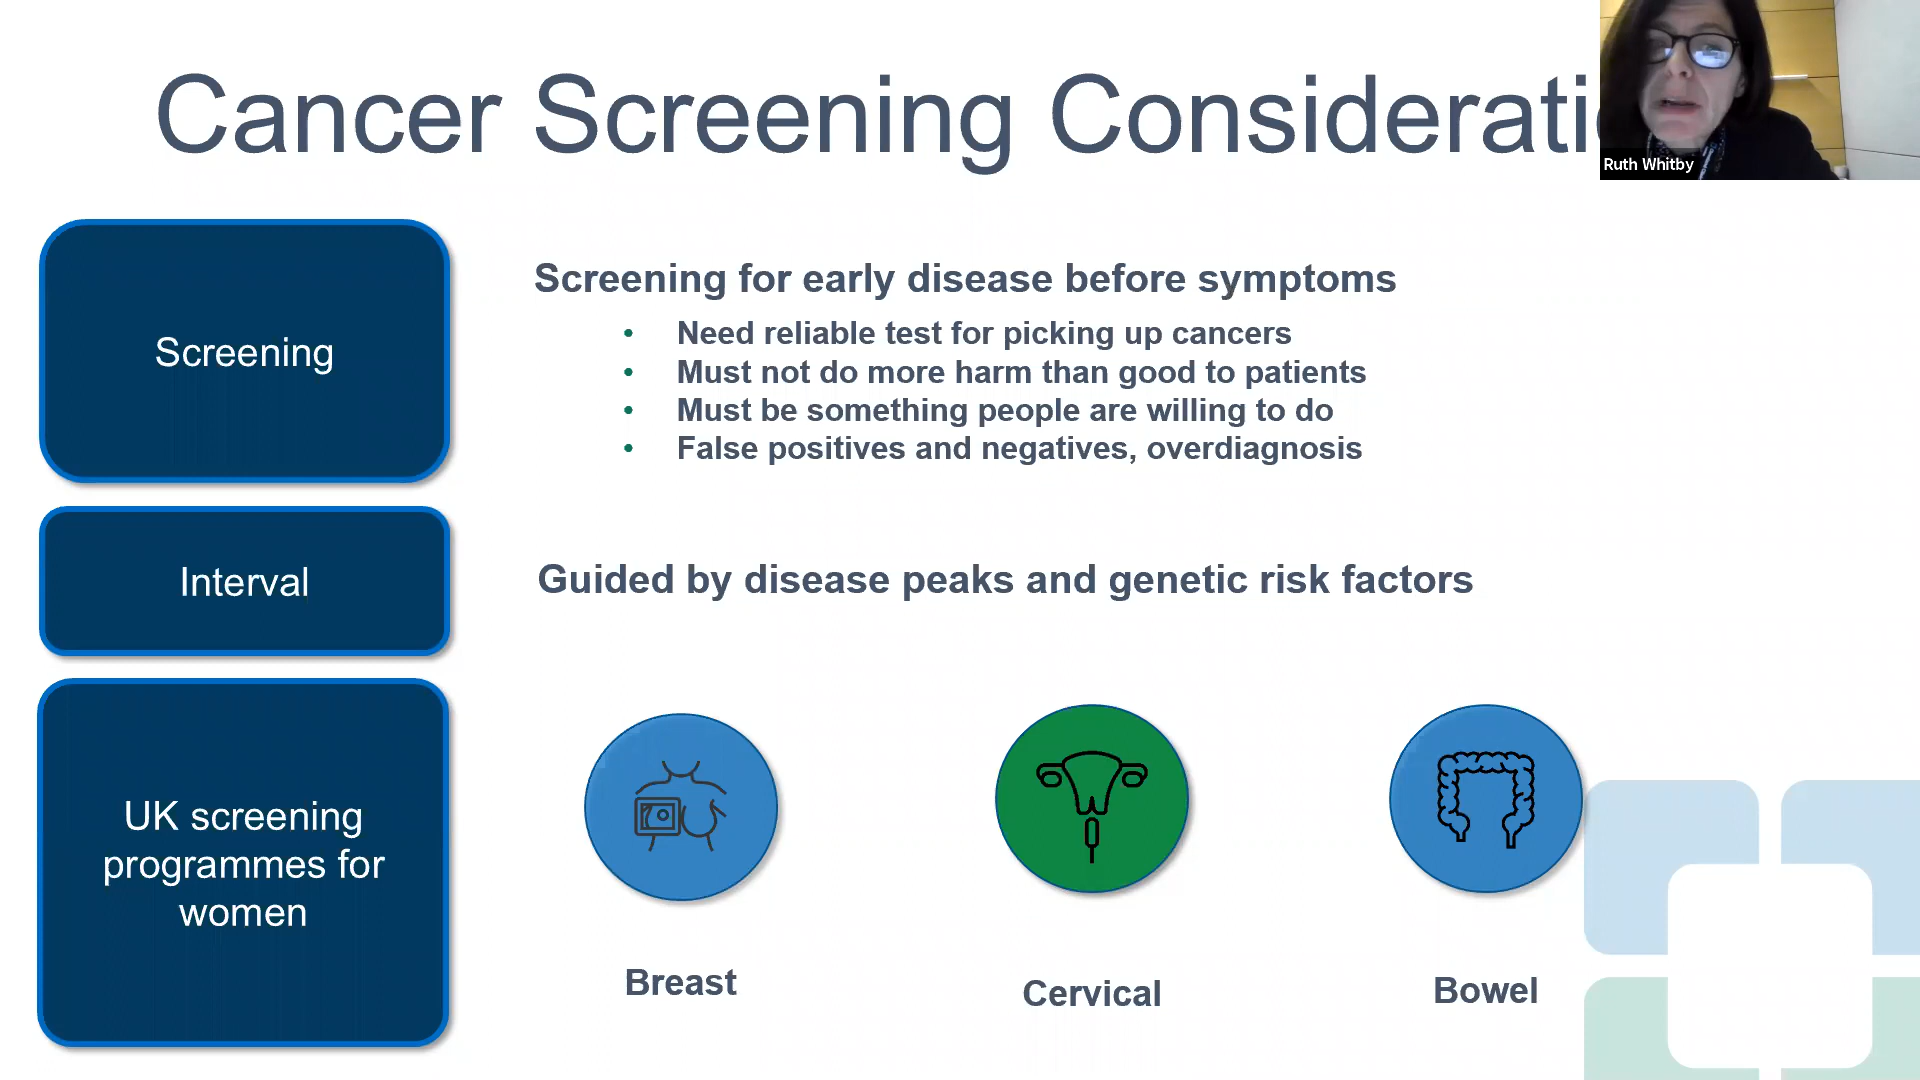 Cancer Screening Considerati
Ruth Whitby
Screening
Screening for early disease before symptoms
• Need reliable test for picking up cancers
• Must not do more harm than good to patients
• Must be something people are willing to do
• False positives and negatives, overdiagnosis
Interval
Guided by disease peaks and genetic risk factors
UK screening
programmes for
women
Breast
Cervical
Bowel